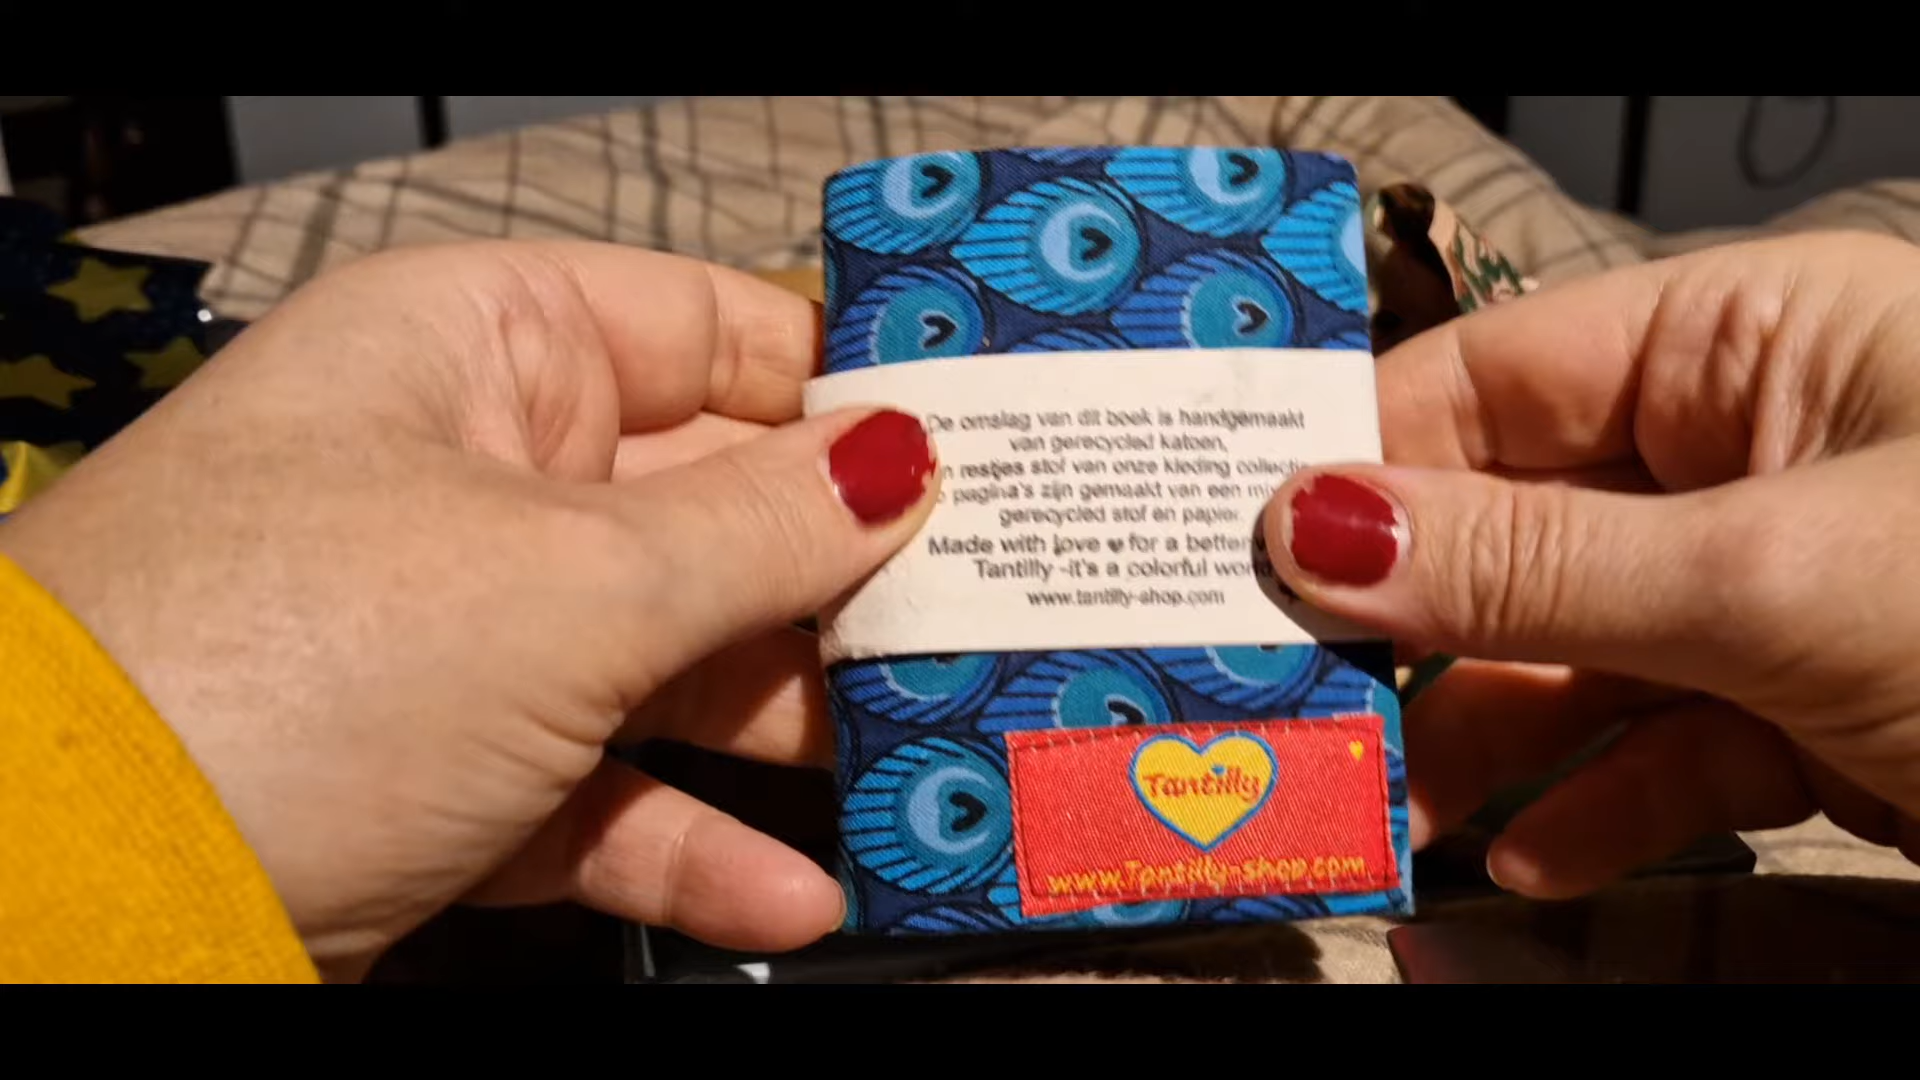 De omslag van dit boek is handgemaakt
van gerecycled katoen,
restjes stof van onze kleding
pagina's zijn gemaakt van een
gerecycled stof en papier.
Made with love ♥ for a better
Tantilly -it's a colorful world
www.tantilly-shop.com
Tantilly
www.Tantilly-shop.com